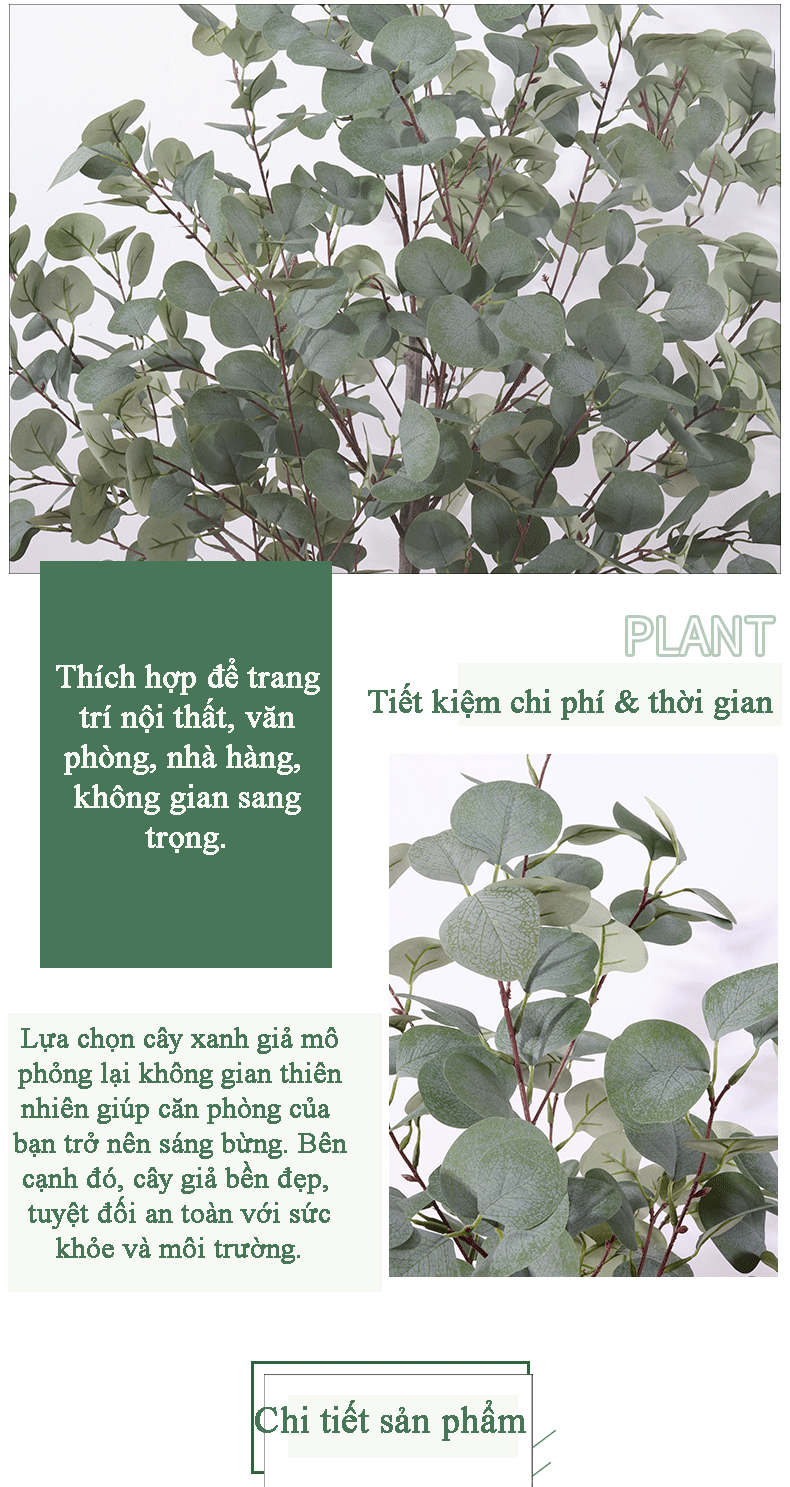 Thích hợp để trang
trí nội thất, văn
phòng, nhà hàng,
không gian sang
trọng.
PLANT
Tiết kiệm chi phí & thời gian
Lựa chọn cây xanh giả mô
phỏng lại không gian thiên
nhiên giúp căn phòng của
bạn trở nên sáng bừng. Bên
cạnh đó, cây giả bền đẹp,
tuyệt đối an toàn với sức
khỏe và môi trường.
Chi tiết sản phẩm